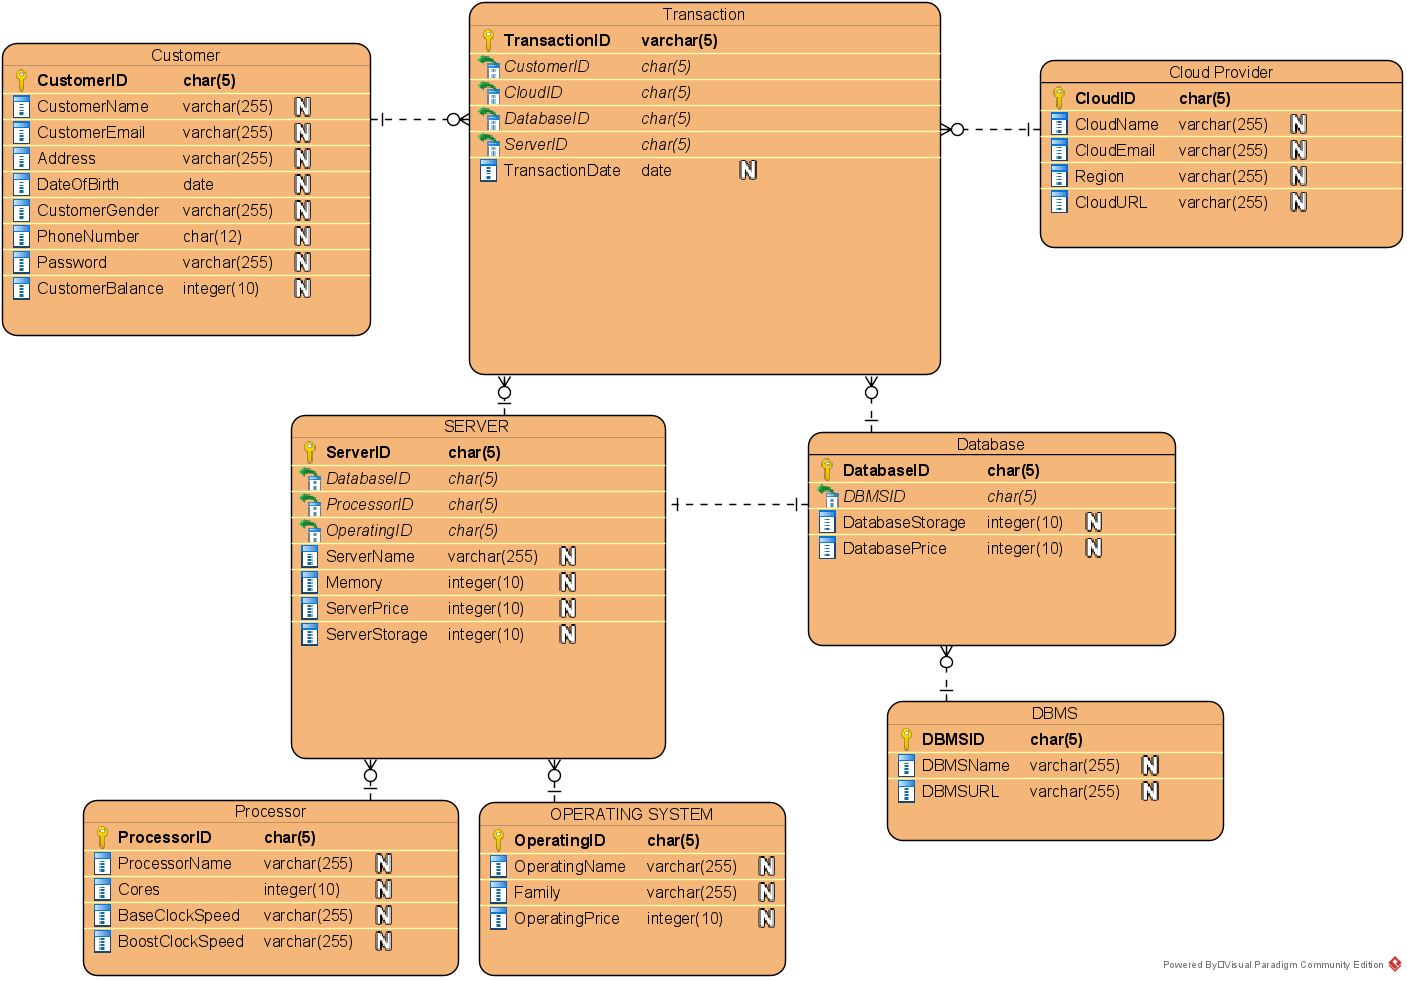 Transaction
TransactionID varchar(5)
CustomerID char(5)
CloudID char(5)
DatabaseID char(5)
ServerID char(5)
TransactionDate date N
Customer
CustomerID char(5)
CustomerName varchar(255) N
CustomerEmail varchar(255) N
Address varchar(255) N
DateOfBirth date N
CustomerGender varchar(255) N
PhoneNumber char(12) N
Password varchar(255) N
CustomerBalance integer(10) N
Cloud Provider
CloudID char(5)
CloudName varchar(255) N
CloudEmail varchar(255) N
Region varchar(255) N
CloudURL varchar(255) N
SERVER
ServerID char(5)
DatabaseID char(5)
ProcessorID char(5)
OperatingID char(5)
ServerName varchar(255) N
Memory integer(10) N
ServerPrice integer(10) N
ServerStorage integer(10) N
Database
DatabaseID char(5)
DBMSID char(5)
DatabaseStorage integer(10) N
DatabasePrice integer(10) N
DBMS
DBMSID char(5)
DBMSName varchar(255) N
DBMSURL varchar(255) N
Processor
ProcessorID char(5)
ProcessorName varchar(255) N
Cores integer(10) N
BaseClockSpeed varchar(255) N
BoostClockSpeed varchar(255) N
OPERATING SYSTEM
OperatingID char(5)
OperatingName varchar(255) N
Family varchar(255) N
OperatingPrice integer(10) N
Powered By Visual Paradigm Community Edition